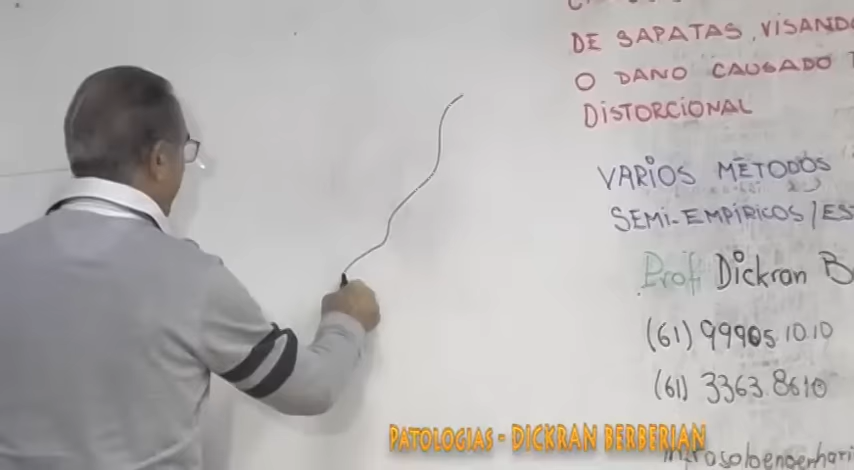 DE SAPATAS, VISANDO
O DANO CAUSADO
DISTORCIONAL
VÁRIOS MÉTODOS
SEMI-EMPÍRICOS/ES
Prof. Dickran B
(61) 99905.1010
(61) 3363.8610
PATOLOGIAS - DICKRAN BERBERIAN